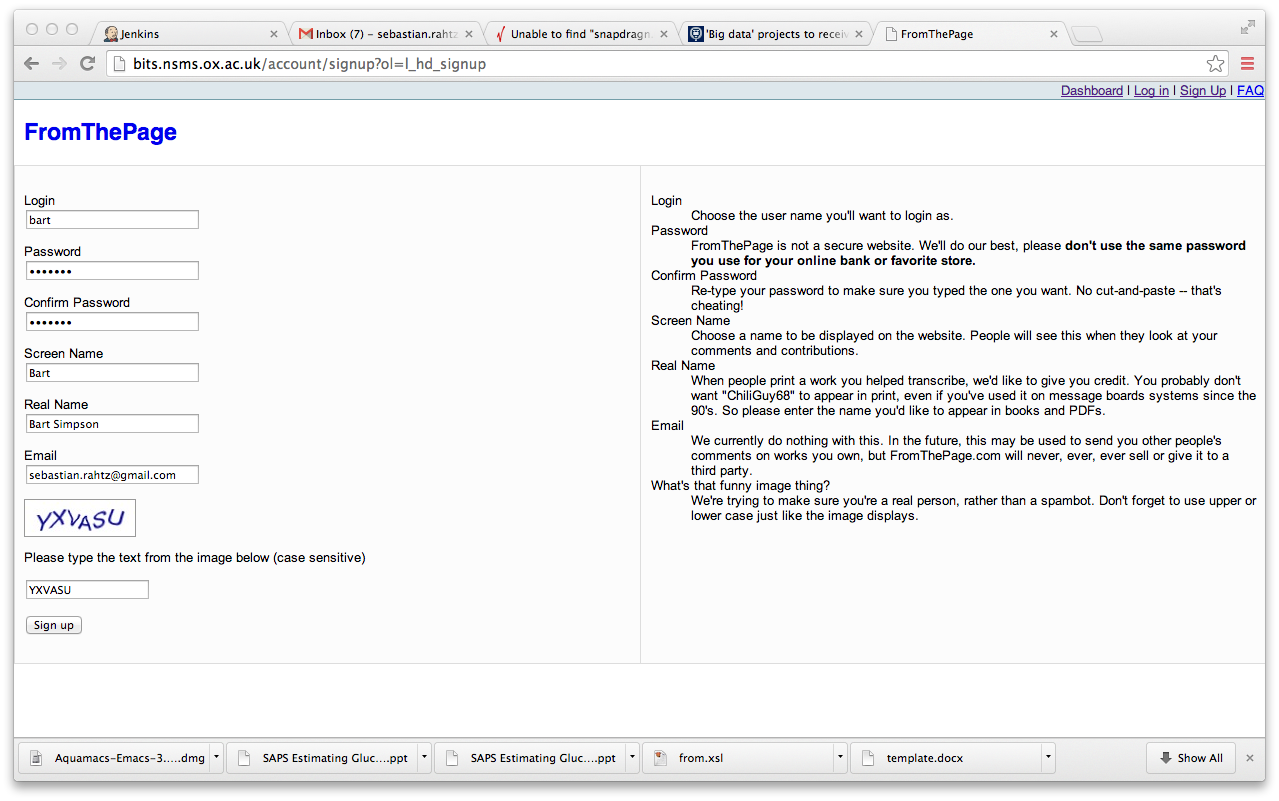 Jenkins
Inbox (7) – sebastian.rahtz
Unable to find "snapdragn
'Big data' projects to receiv
FromThePage
bits.nsms.ox.ac.uk/account/signup?ol=l_hd_signup
Dashboard | Log in | Sign Up | FAQ
FromThePage
Login
bart
Password
•••••••
Confirm Password
•••••••
Screen Name
Bart
Real Name
Bart Simpson
Email
sebastian.rahtz@gmail.com
YXVASU
Please type the text from the image below (case sensitive)
YXVASU
Sign up
Login
Choose the user name you'll want to login as.
Password
FromThePage is not a secure website. We'll do our best, please don't use the same password
you use for your online bank or favorite store.
Confirm Password
Re-type your password to make sure you typed the one you want. No cut-and-paste -- that's
cheating!
Screen Name
Choose a name to be displayed on the website. People will see this when they look at your
comments and contributions.
Real Name
When people print a work you helped transcribe, we'd like to give you credit. You probably don't
want "ChiliGuy68" to appear in print, even if you've used it on message boards systems since the
90's. So please enter the name you'd like to appear in books and PDFs.
Email
We currently do nothing with this. In the future, this may be used to send you other people's
comments on works you own, but FromThePage.com will never, ever, ever sell or give it to a
third party.
What's that funny image thing?
We're trying to make sure you're a real person, rather than a spambot. Don't forget to use upper or
lower case just like the image displays.
Aquamacs-Emacs-3.....dmg
SAPS Estimating Gluc....ppt
SAPS Estimating Gluc....ppt
from.xsl
template.docx
Show All